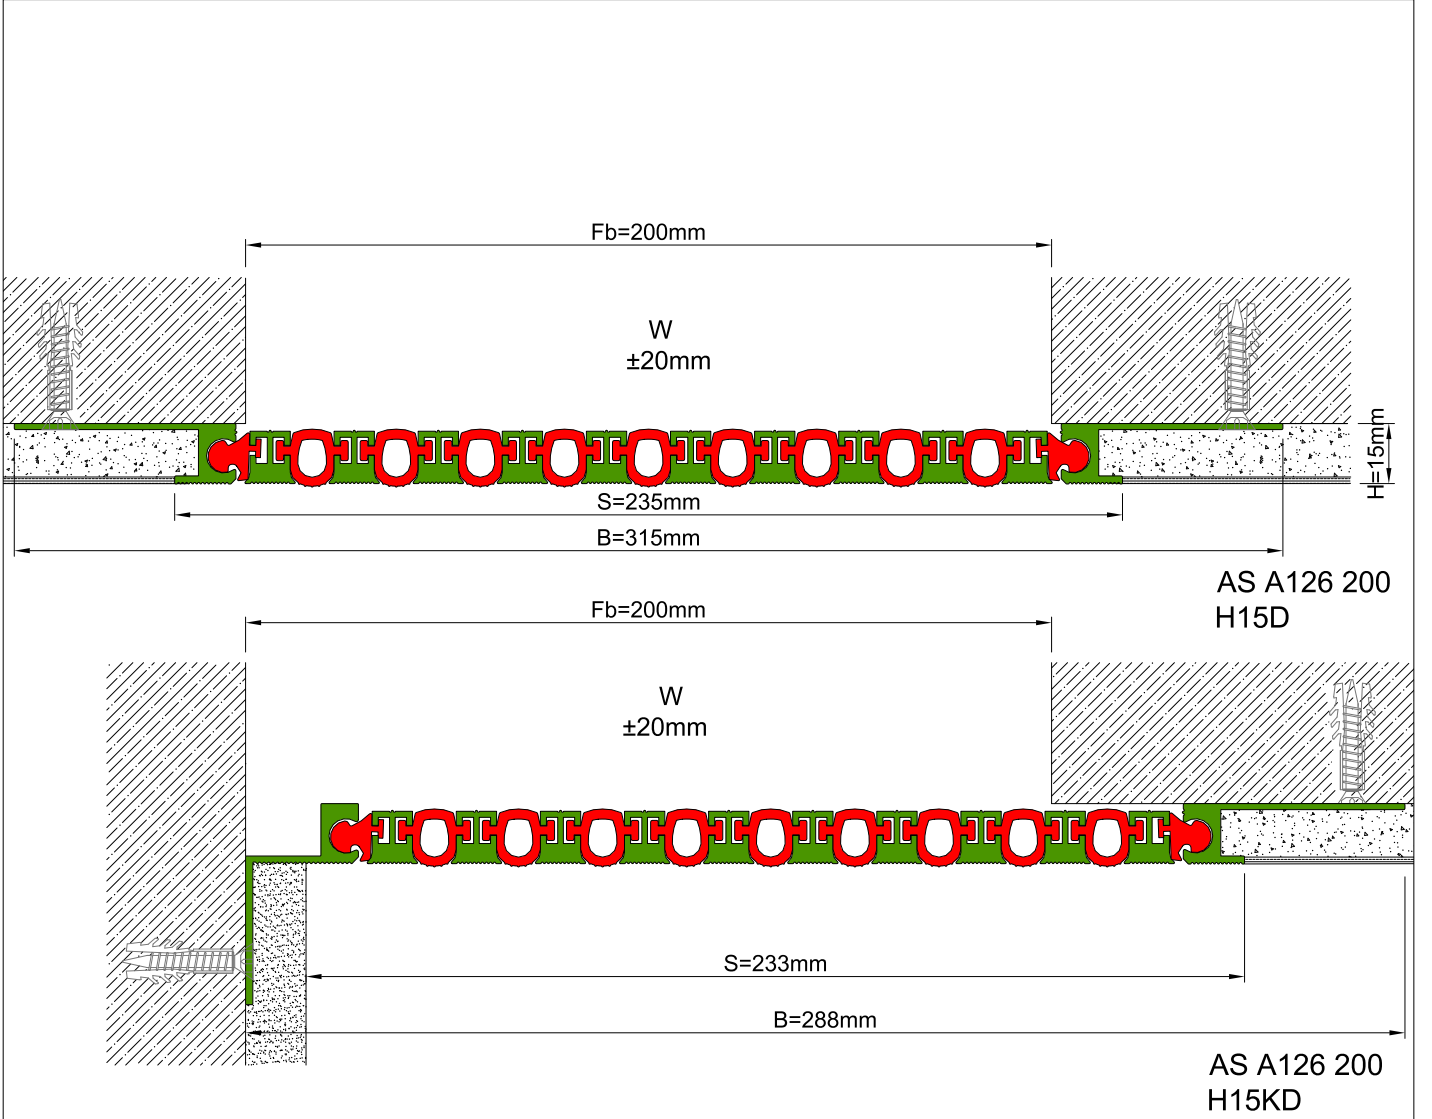 Fb=200mm
W
±20mm
H=15mm
S=235mm
B=315mm
AS A126 200
H15D
Fb=200mm
W
±20mm
S=233mm
B=288mm
AS A126 200
H15KD